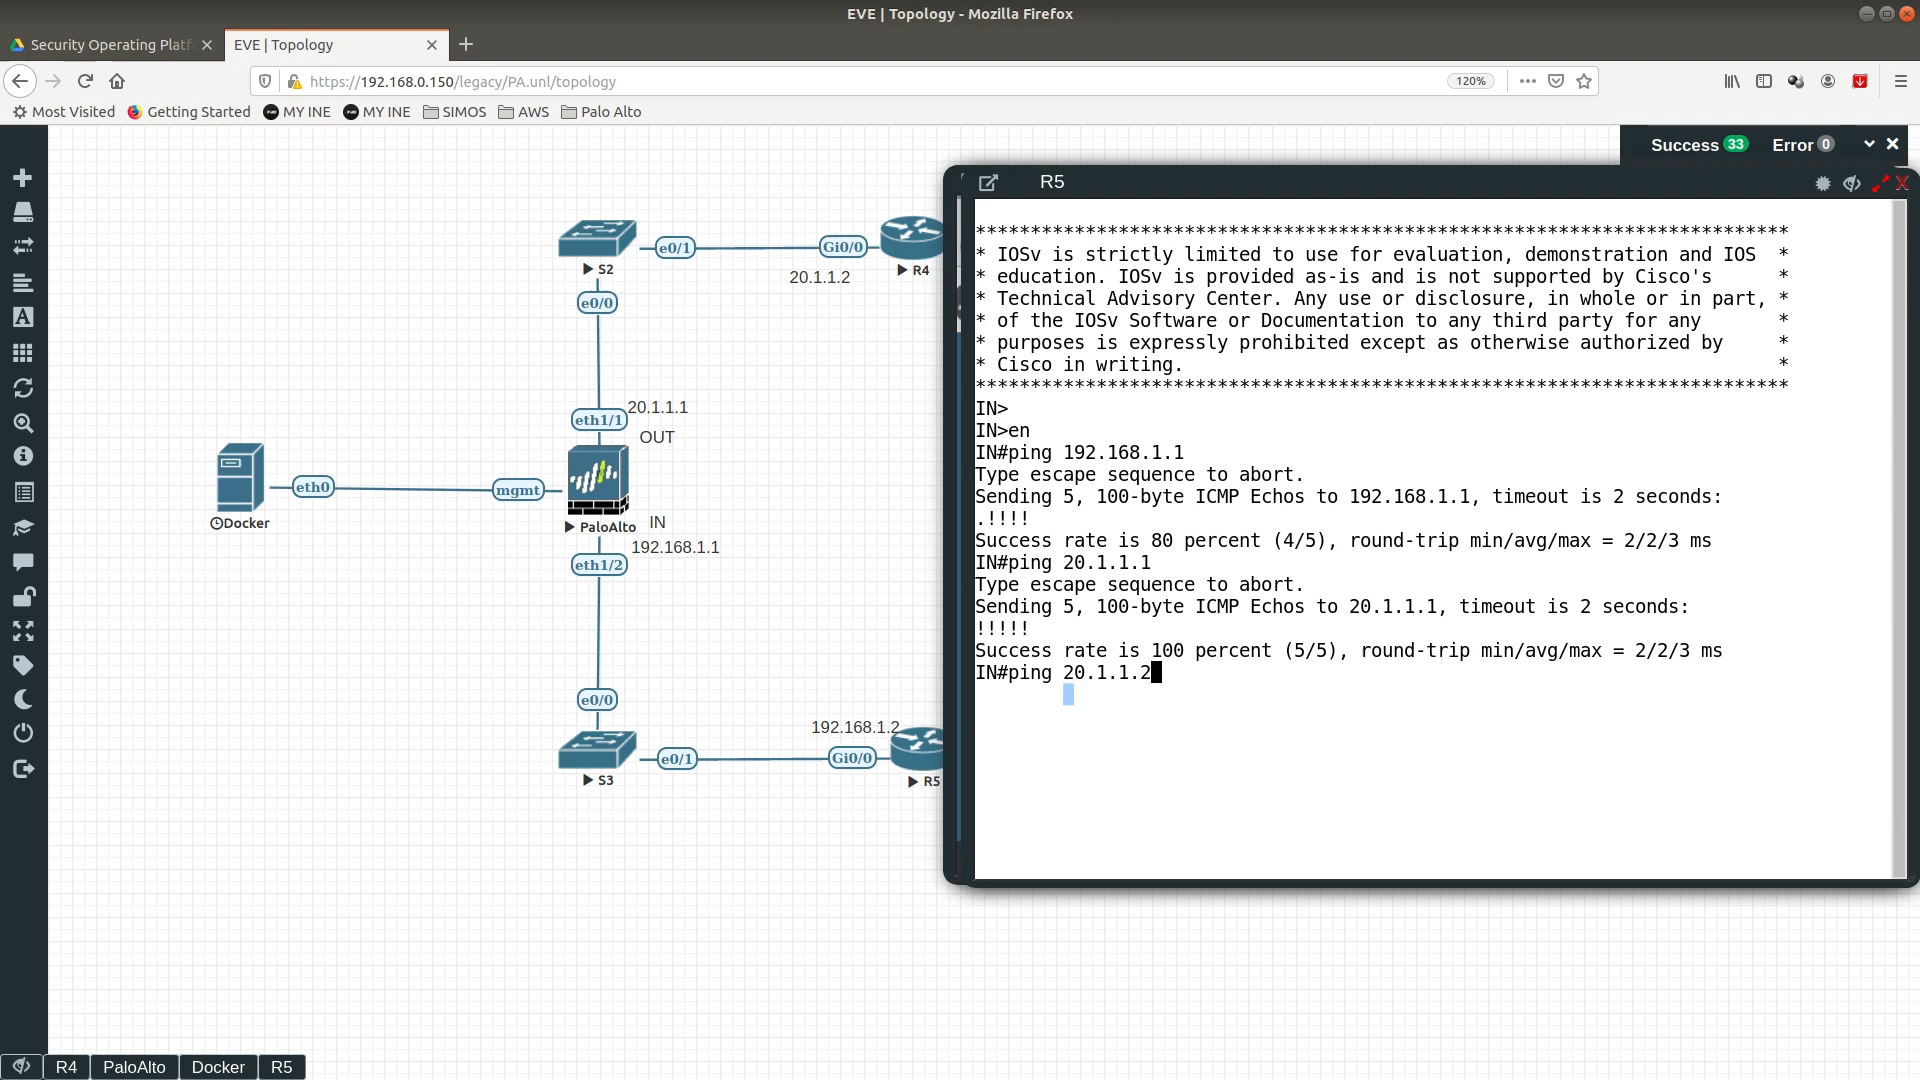 EVE | Topology - Mozilla Firefox
Security Operating Platf
EVE | Topology
https://192.168.0.150/legacy/PA.unl/topology
120%
Most Visited
Getting Started
MY INE
MY INE
SIMOS
AWS
Palo Alto
Success 33
Error 0
R5
X
S2
e0/1
Gi0/0
R4
20.1.1.2
e0/0
20.1.1.1
eth1/1
OUT
eth0
mgmt
Docker
PaloAlto
IN
192.168.1.1
eth1/2
e0/0
192.168.1.2
e0/1
Gi0/0
S3
R5
**************************************************************************
* IOSv is strictly limited to use for evaluation, demonstration and IOS  *
* education. IOSv is provided as-is and is not supported by Cisco's      *
* Technical Advisory Center. Any use or disclosure, in whole or in part, *
* of the IOSv Software or Documentation to any third party for any       *
* purposes is expressly prohibited except as otherwise authorized by     *
* Cisco in writing.                                                      *
**************************************************************************
IN>
IN>en
IN#ping 192.168.1.1
Type escape sequence to abort.
Sending 5, 100-byte ICMP Echos to 192.168.1.1, timeout is 2 seconds:
.!!!!
Success rate is 80 percent (4/5), round-trip min/avg/max = 2/2/3 ms
IN#ping 20.1.1.1
Type escape sequence to abort.
Sending 5, 100-byte ICMP Echos to 20.1.1.1, timeout is 2 seconds:
!!!!!
Success rate is 100 percent (5/5), round-trip min/avg/max = 2/2/3 ms
IN#ping 20.1.1.2
R4
PaloAlto
Docker
R5